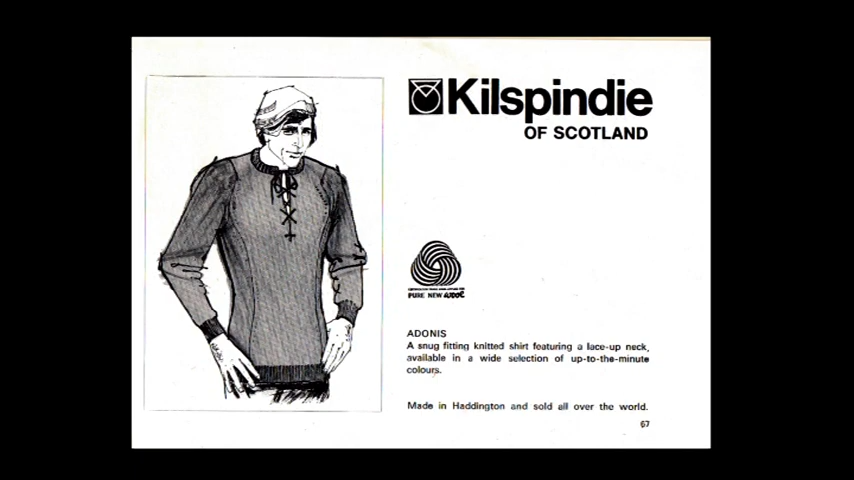 Kilspindie
OF SCOTLAND
PURE NEW WOOL
ADONIS
A snug fitting knitted shirt featuring a lace-up neck,
available in a wide selection of up-to-the-minute
colours.
Made in Haddington and sold all over the world.
67